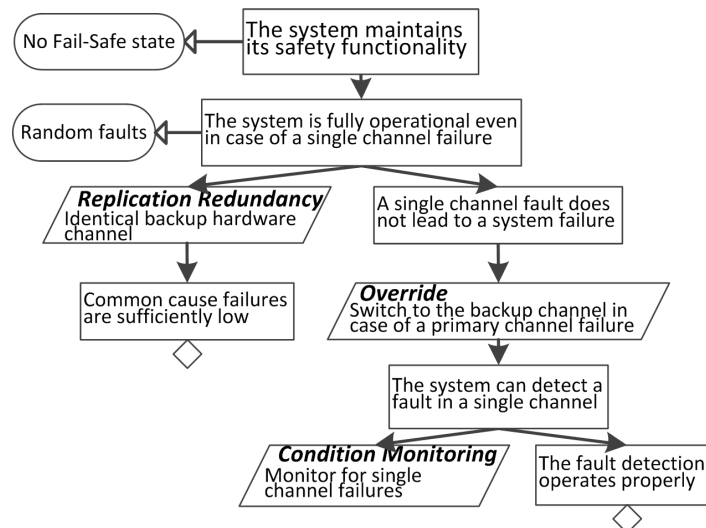 No Fail-Safe state
The system maintains
its safety functionality
Random faults
The system is fully operational even
in case of a single channel failure
Replication Redundancy
Identical backup hardware
channel
A single channel fault does
not lead to a system failure
Common cause failures
are sufficiently low
Override
Switch to the backup channel in
case of a primary channel failure
The system can detect a
fault in a single channel
Condition Monitoring
Monitor for single
channel failures
The fault detection
operates properly